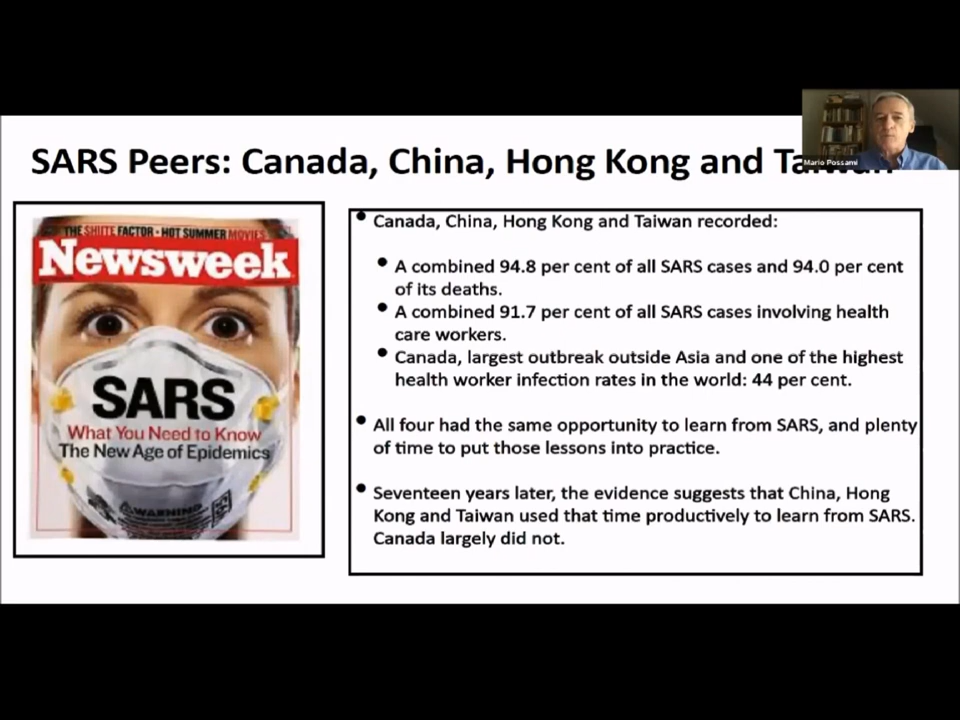 Mario Possami
SARS Peers: Canada, China, Hong Kong and Taiwan
THE SHIITE FACTOR • HOT SUMMER MOVIES
Newsweek
SARS
What You Need to Know
The New Age of Epidemics
WARNING
• Canada, China, Hong Kong and Taiwan recorded:
• A combined 94.8 per cent of all SARS cases and 94.0 per cent
of its deaths.
• A combined 91.7 per cent of all SARS cases involving health
care workers.
• Canada, largest outbreak outside Asia and one of the highest
health worker infection rates in the world: 44 per cent.
• All four had the same opportunity to learn from SARS, and plenty
of time to put those lessons into practice.
• Seventeen years later, the evidence suggests that China, Hong
Kong and Taiwan used that time productively to learn from SARS.
Canada largely did not.